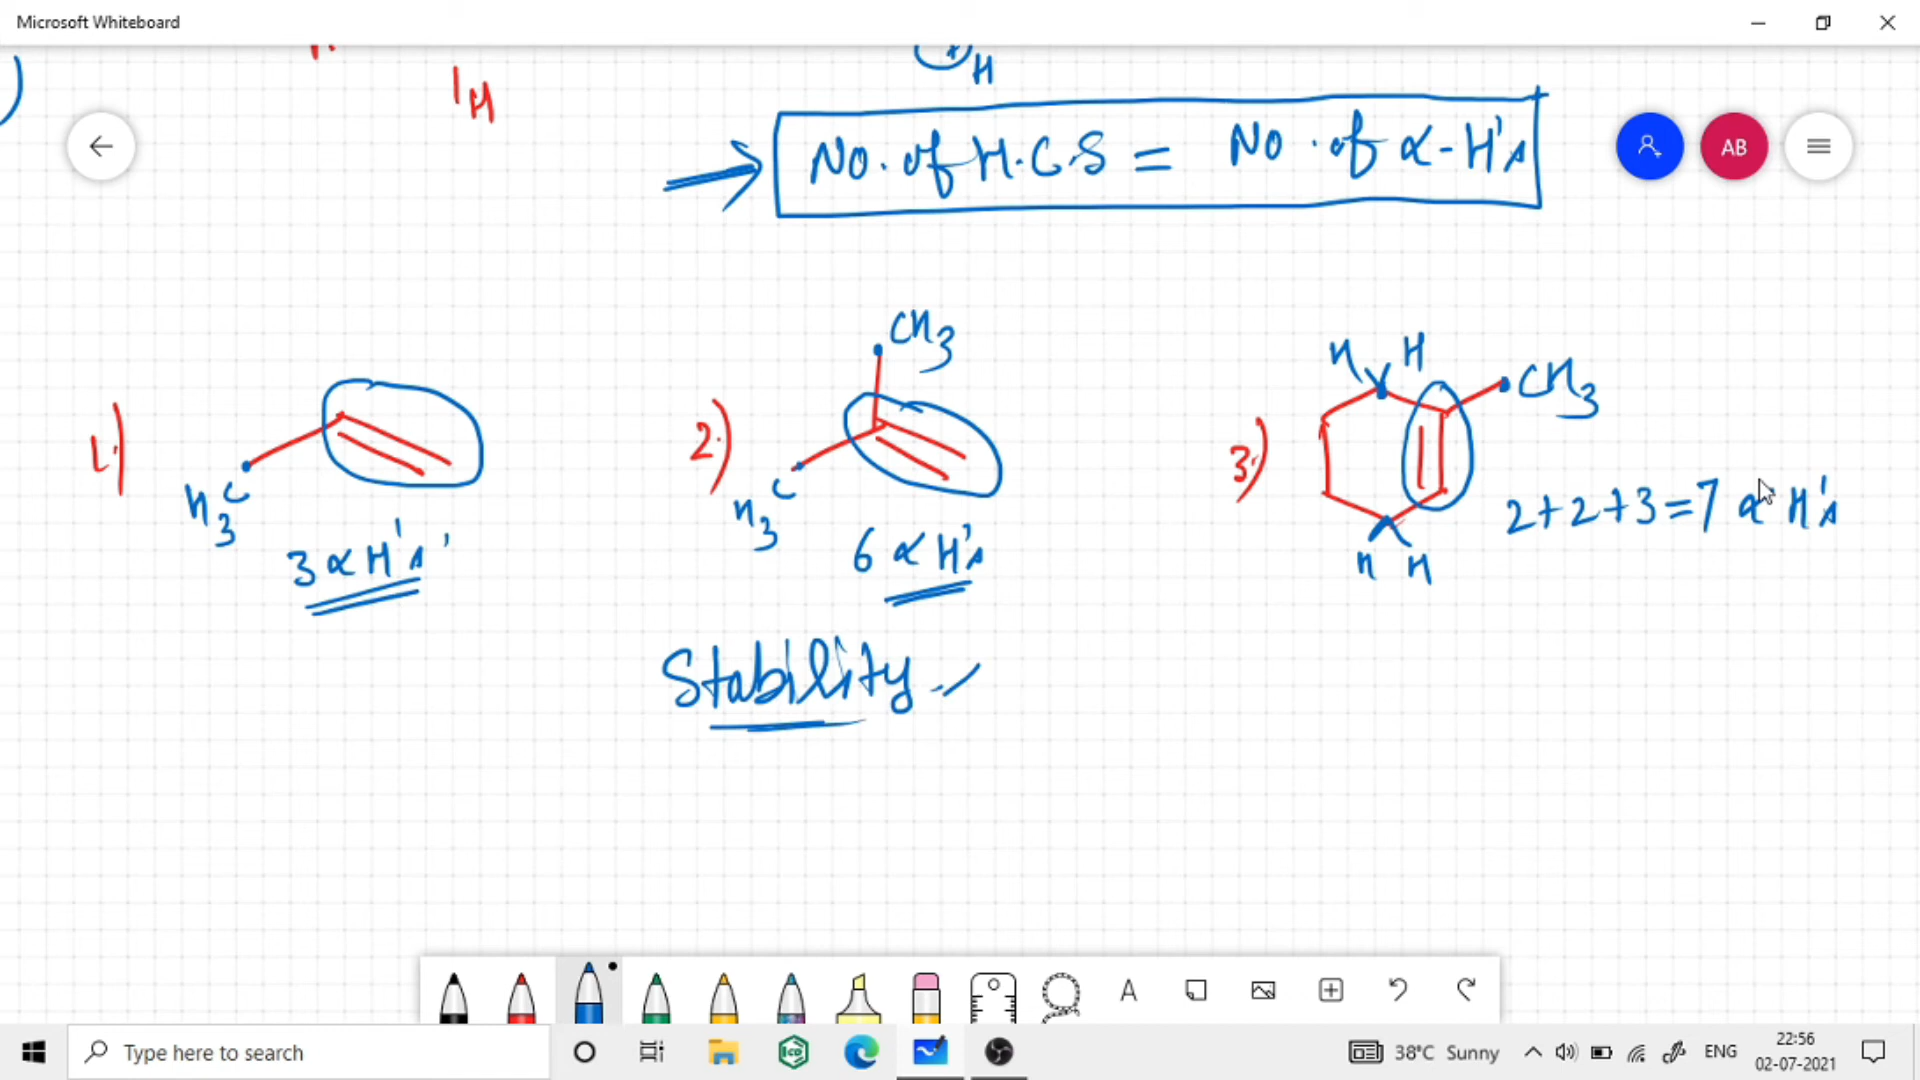 Microsoft Whiteboard
H
H
No. of H.C.S = No. of α-H's
AB
1.)
H3C
3 α H's
2.)
CH3
H3C
6 α H's
3.)
H H
CH3
H H
2+2+3=7 α H's
Stability
A
Type here to search
38°C Sunny
ENG
22:56
02-07-2021